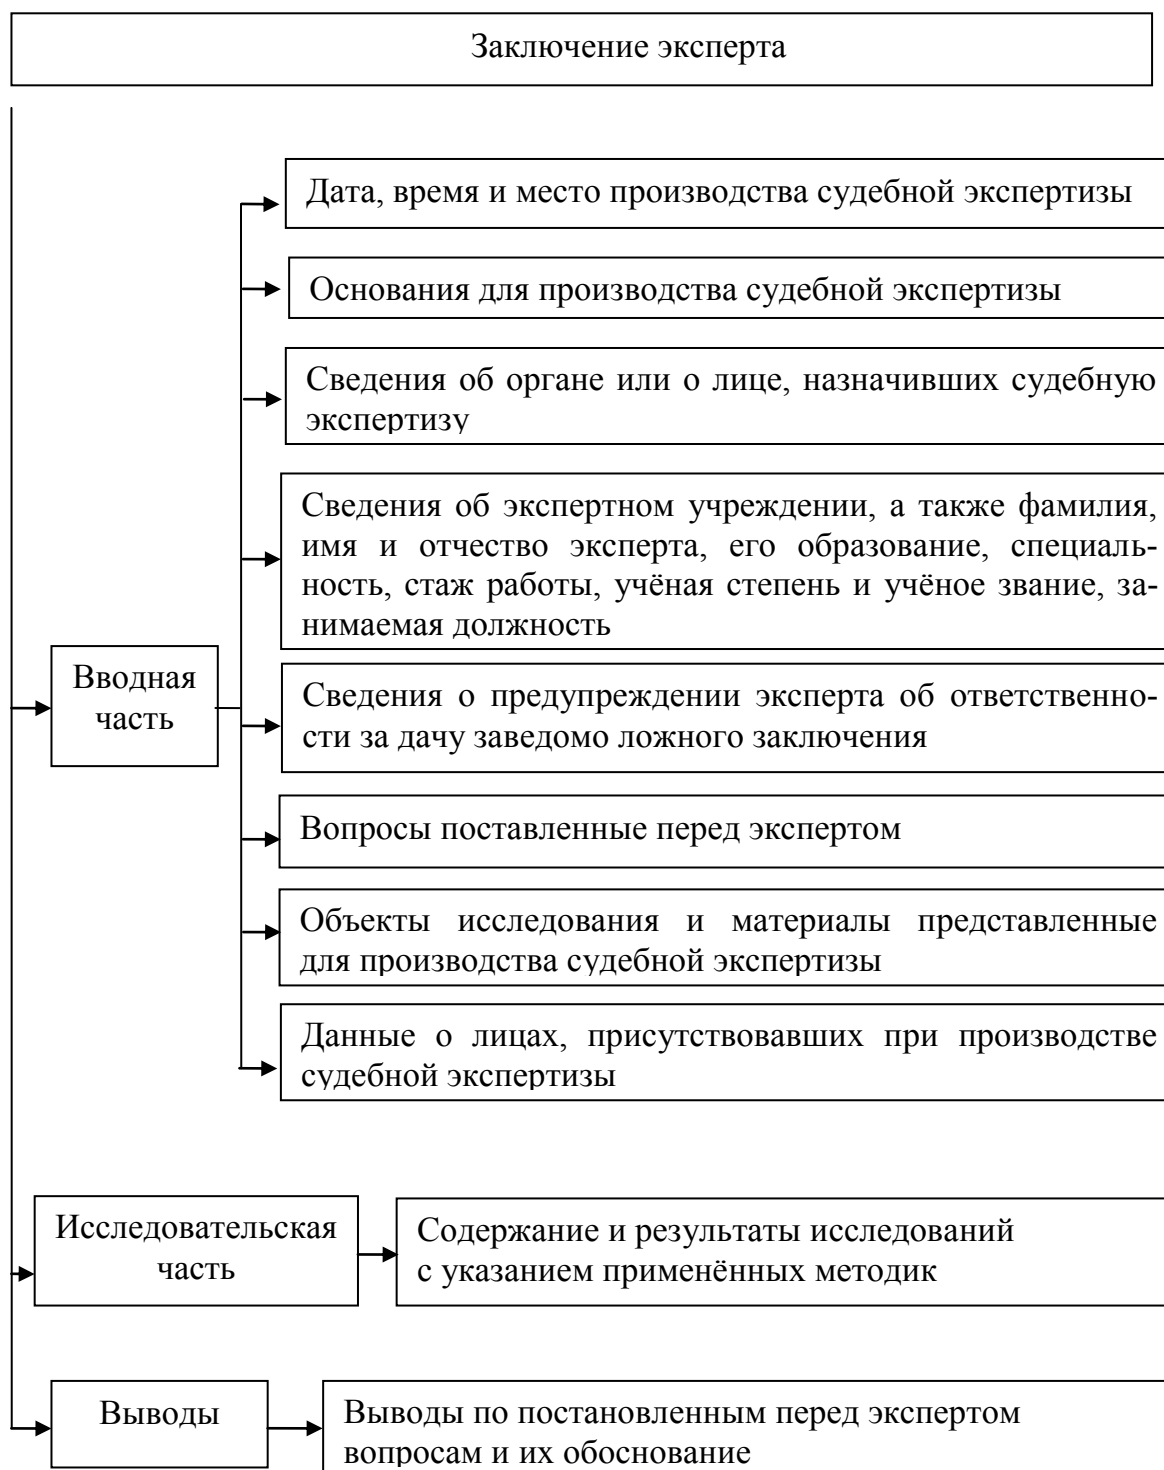 Заключение эксперта
Дата, время и место производства судебной экспертизы
Основания для производства судебной экспертизы
Сведения об органе или о лице, назначивших судебную
экспертизу
Сведения об экспертном учреждении, а также фамилия,
имя и отчество эксперта, его образование, специаль-
ность, стаж работы, учёная степень и учёное звание, за-
нимаемая должность
Вводная
часть
Сведения о предупреждении эксперта об ответственно-
сти за дачу заведомо ложного заключения
Вопросы поставленные перед экспертом
Объекты исследования и материалы представленные
для производства судебной экспертизы
Данные о лицах, присутствовавших при производстве
судебной экспертизы
Исследовательская
часть
Содержание и результаты исследований
с указанием применённых методик
Выводы
Выводы по постановленным перед экспертом
вопросам и их обоснование